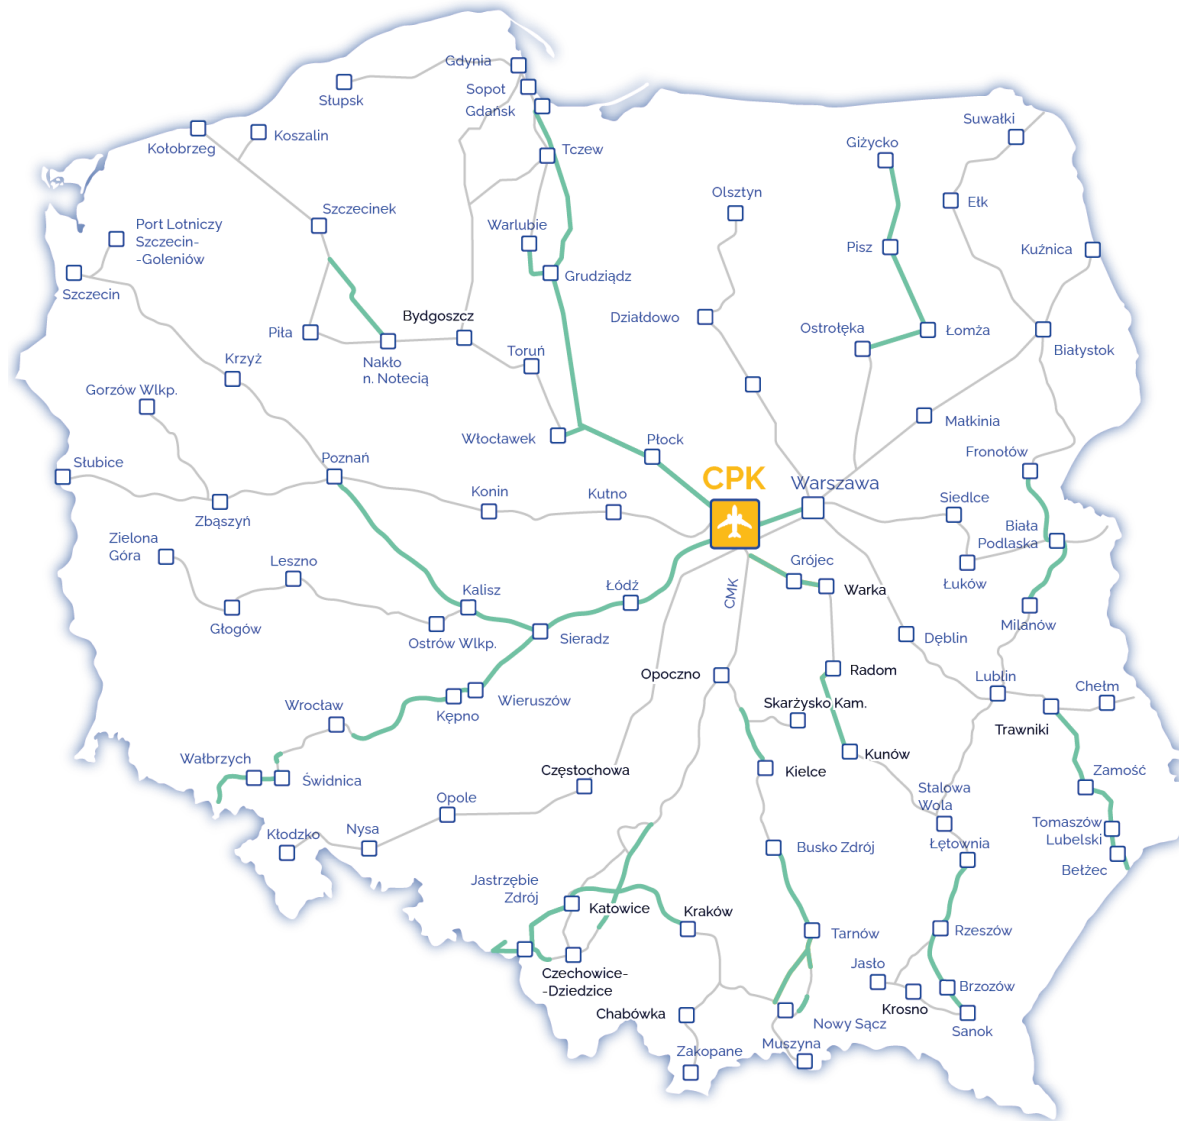 Gdynia
Sopot
Gdańsk
Słupsk
Kołobrzeg
Koszalin
Tczew
Suwałki
Giżycko
Olsztyn
Ełk
Szczecinek
Port Lotniczy
Szczecin-
-Goleniów
Warlubie
Pisz
Kuźnica
Grudziądz
Szczecin
Bydgoszcz
Działdowo
Ostrołęka
Łomża
Piła
Toruń
Białystok
Krzyż
Nakło
n. Notecią
Gorzów Wlkp.
Małkinia
Włocławek
Płock
Fronołów
Słubice
Poznań
CPK
Warszawa
Konin
Kutno
Siedlce
Zbąszyń
Biała
Podlaska
Zielona
Góra
Leszno
Grójec
Łuków
Kalisz
Łódź
CMK
Warka
Głogów
Ostrów Wlkp.
Sieradz
Milanów
Dęblin
Opoczno
Radom
Lublin
Chełm
Wrocław
Kępno
Wieruszów
Skarżysko Kam.
Trawniki
Wałbrzych
Świdnica
Częstochowa
Kielce
Kunów
Zamość
Opole
Stalowa
Wola
Kłodzko
Nysa
Tomaszów
Lubelski
Busko Zdrój
Łętownia
Bełżec
Jastrzębie
Zdrój
Katowice
Kraków
Tarnów
Rzeszów
Czechowice-
-Dziedzice
Jasło
Brzozów
Chabówka
Krosno
Nowy Sącz
Sanok
Muszyna
Zakopane